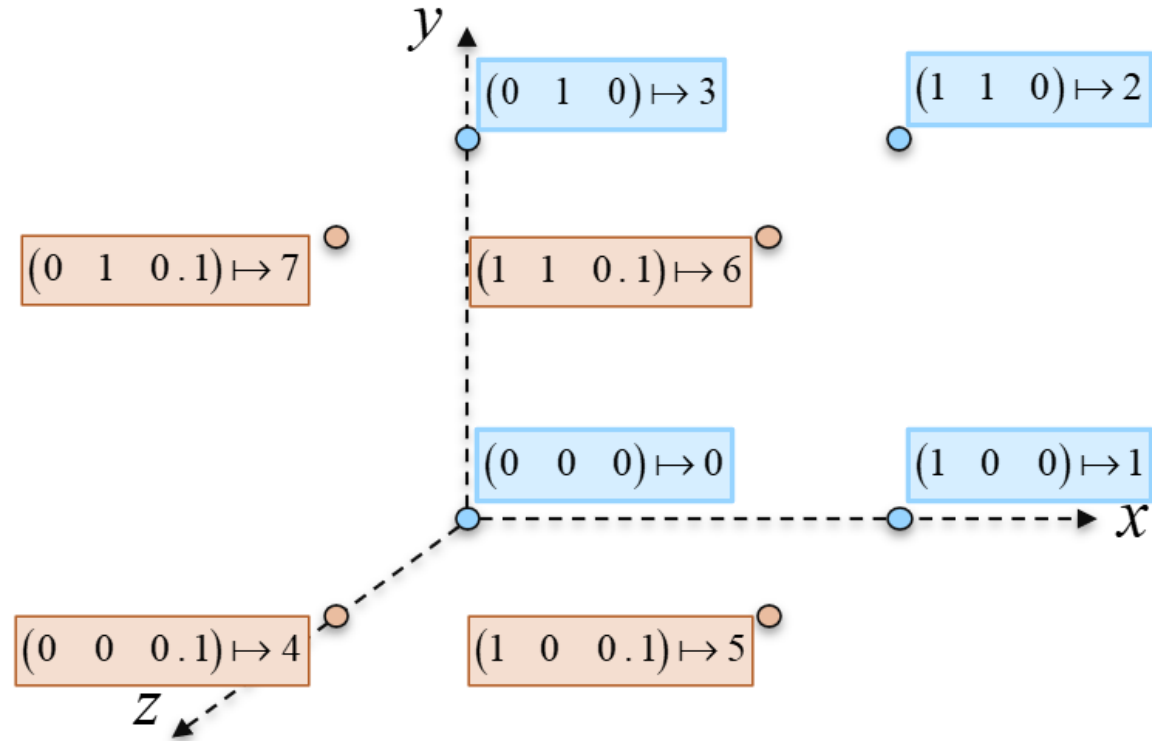 y
(0 1 0) ↦ 3
(1 1 0) ↦ 2
(0 1 0.1) ↦ 7
(1 1 0.1) ↦ 6
(0 0 0) ↦ 0
(1 0 0) ↦ 1
x
(0 0 0.1) ↦ 4
(1 0 0.1) ↦ 5
z